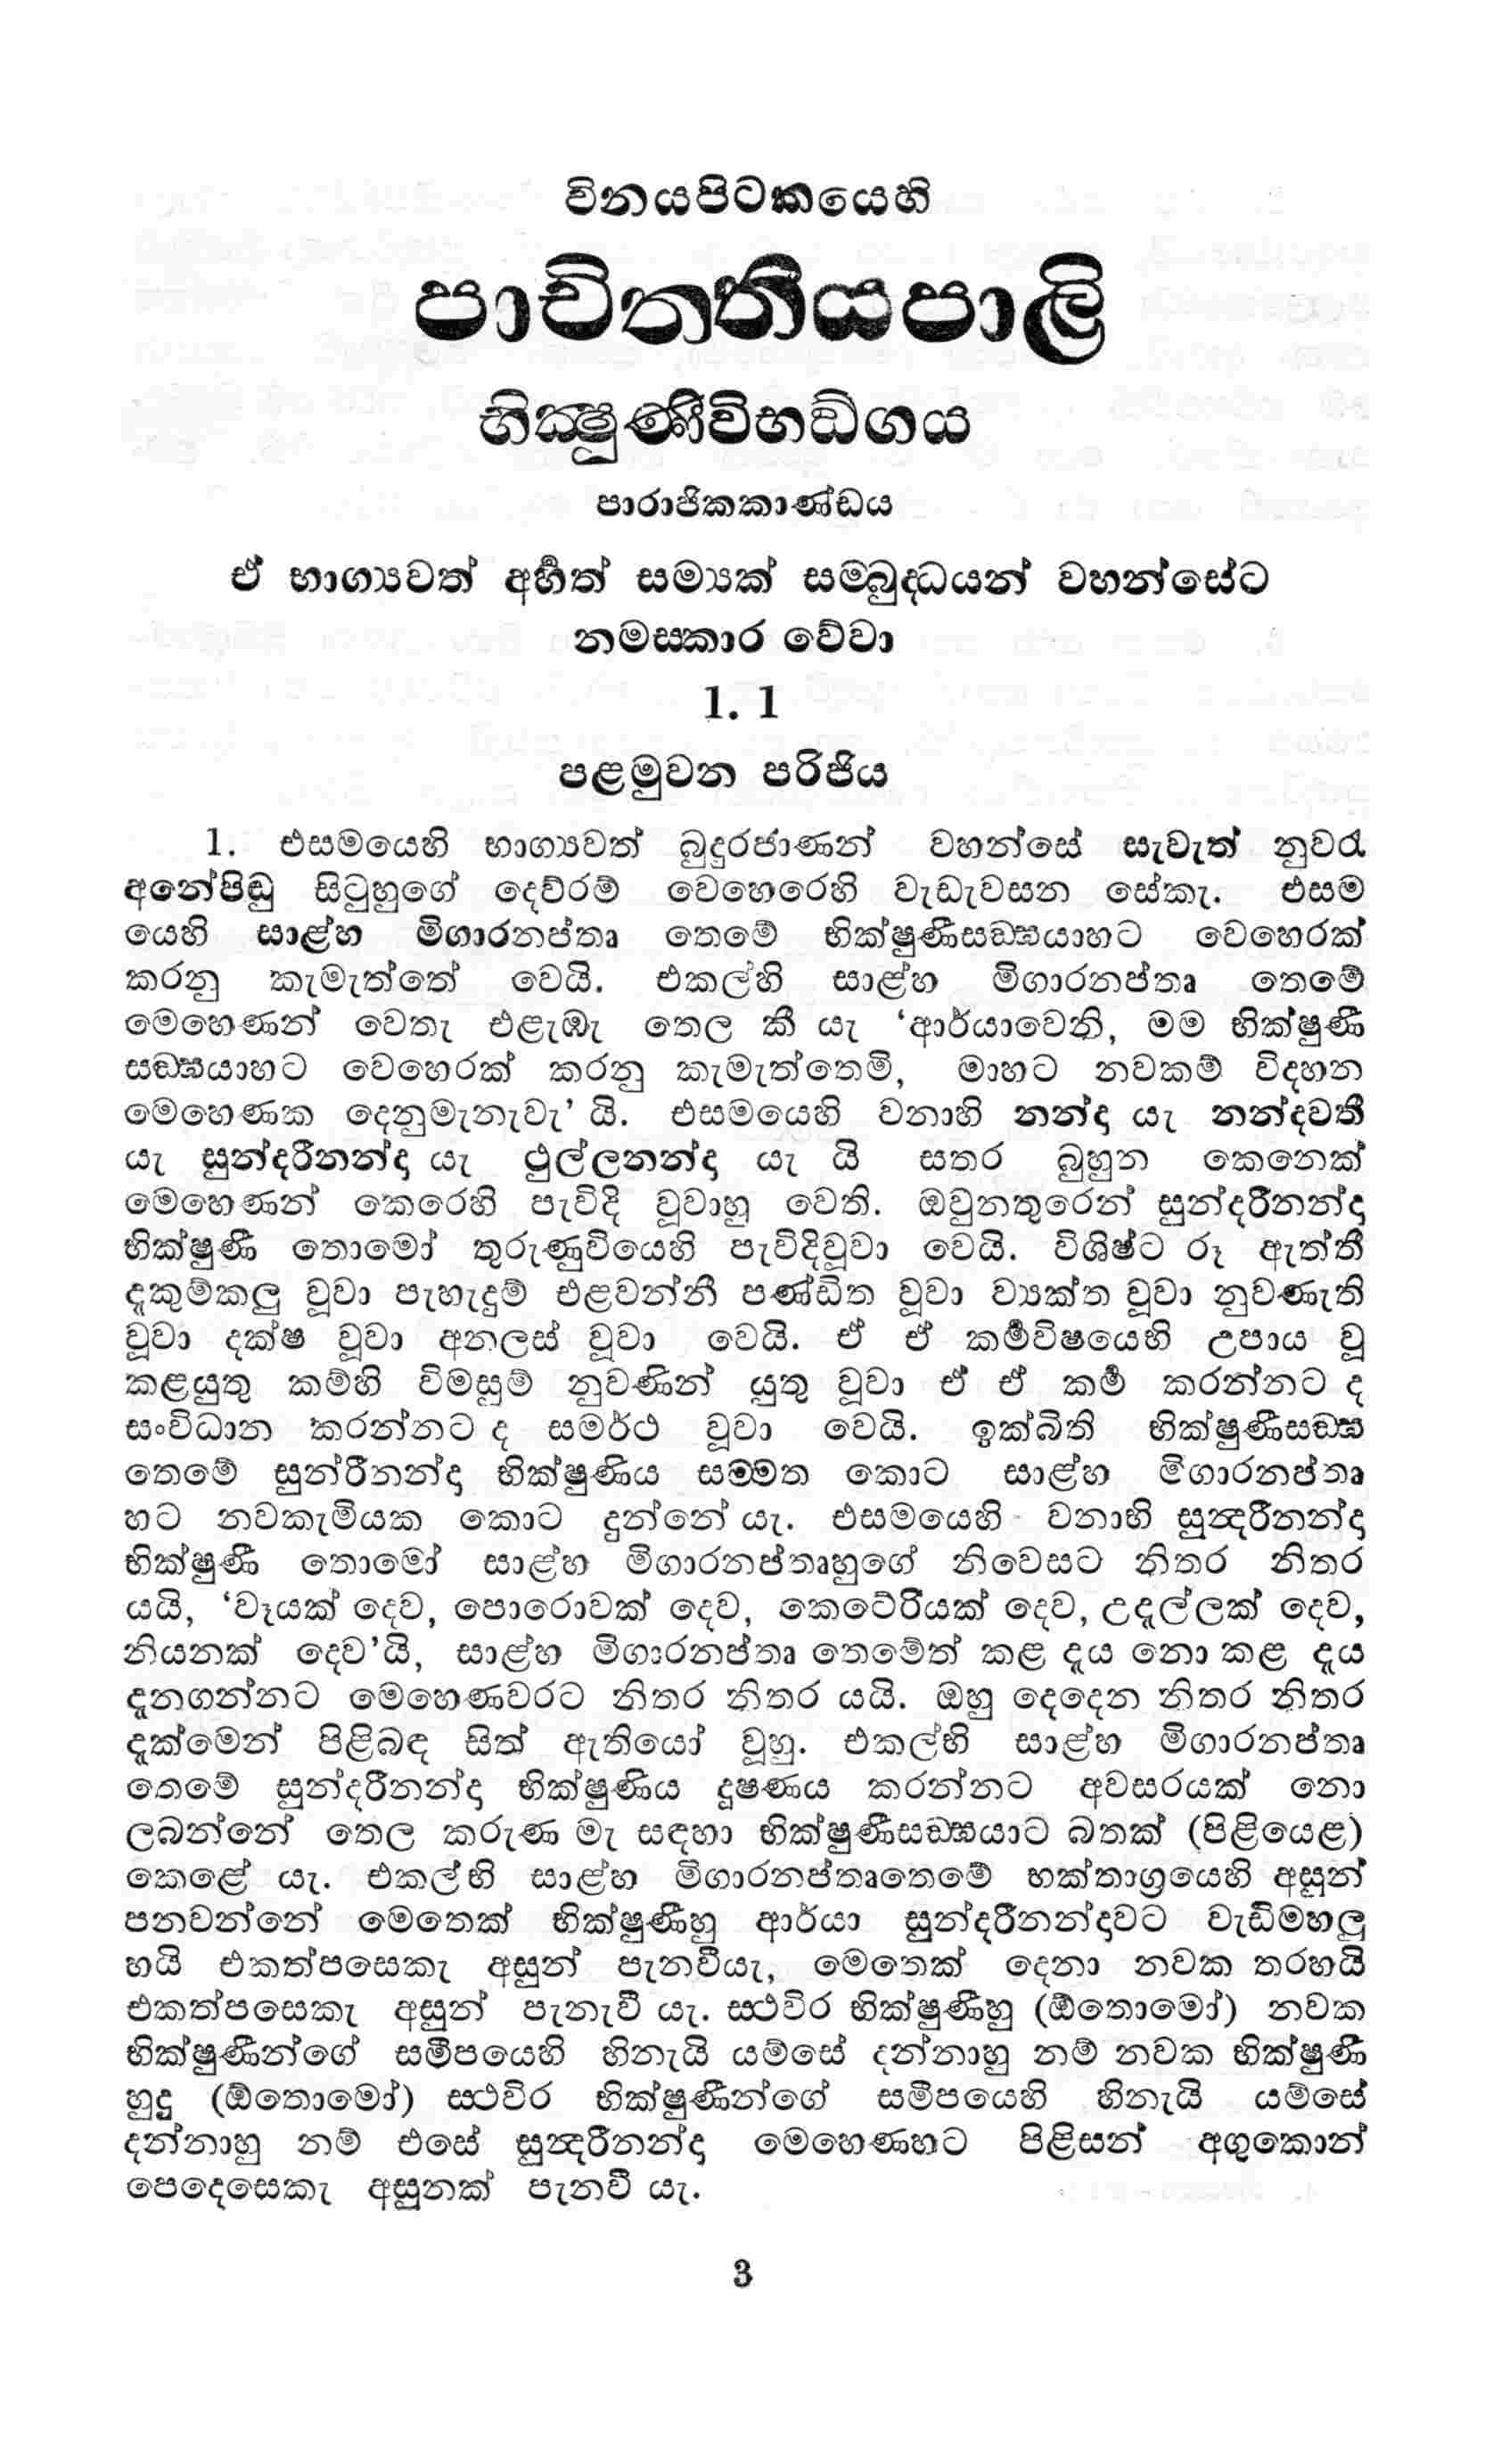 විනයපිටකයෙහි
පාචිත්තියපාලි
භික්ෂුණීවිභඞ්ගය
පාරාජිකකාණ්ඩය
ඒ භාග්‍යවත් අර්හත් සම්‍යක් සම්බුද්ධයන් වහන්සේට
නමස්කාර වේවා
1. 1
පළමුවන පරිජිය
1. එසමයෙහි භාග්‍යවත් බුදුරජාණන් වහන්සේ සැවැත් නුවරැ
අනේපිඬු සිටුහුගේ දෙව්රම් වෙහෙරෙහි වැඩැවසන සේකැ. එසම
යෙහි සාළ්හ මිගාරනප්තෘ තෙමේ භික්ෂුණීසඞ්ඝයාහට වෙහෙරක්
කරනු කැමැත්තේ වෙයි. එකල්හි සාළ්හ මිගාරනප්තෘ තෙමේ
මෙහෙණන් වෙතැ එළැඹැ තෙල කී යැ ‘ආර්යාවෙනි, මම භික්ෂුණී
සඞ්ඝයාහට වෙහෙරක් කරනු කැමැත්තෙමි, මාහට නවකම් විදහන
මෙහෙණක දෙනුමැනැවැ’ යි. එසමයෙහි වනාහි නන්දා යැ නන්දවතී
යැ සුන්දරීනන්දා යැ ථුල්ලනන්දා යැ යි සතර බුහුන කෙනෙක්
මෙහෙණන් කෙරෙහි පැවිදි වූවාහු වෙති. ඔවුනතුරෙන් සුන්දරීනන්දා
භික්ෂුණී තොමෝ තුරුණුවියෙහි පැවිදිවූවා වෙයි. විශිෂ්ට රූ ඇත්තී
දැකුම්කලු වූවා පැහැදුම් එළවන්නී පණ්ඩිත වූවා ව්‍යක්ත වූවා නුවණැති
වූවා දක්ෂ වූවා අනලස් වූවා වෙයි. ඒ ඒ කර්මවිෂයෙහි උපාය වූ
කළයුතු කම්හි විමසුම් නුවණින් යුතු වූවා ඒ ඒ කර්ම කරන්නට ද
සංවිධාන කරන්නට ද සමර්ථ වූවා වෙයි. ඉක්බිති භික්ෂුණීසඞ්ඝ
තෙමේ සුන්රීනන්දා භික්ෂුණිය සම්මත කොට සාළ්හ මිගාරනප්තෘ
හට නවකැමියක කොට දුන්නේ යැ. එසමයෙහි වනාහි සුන්දරීනන්දා
භික්ෂුණී තොමෝ සාළ්හ මිගාරනප්තෘහුගේ නිවෙසට නිතර නිතර
යයි, ‘වෑයක් දෙව, පොරොවක් දෙව, කෙටේරියක් දෙව, උදැල්ලක් දෙව,
නියනක් දෙව’යි, සාළ්හ මිගාරනප්තෘ තෙමේත් කළ දැය නො කළ දැය
දැනගන්නට මෙහෙණවරට නිතර නිතර යයි. ඔහු දෙදෙන නිතර නිතර
දැක්මෙන් පිළිබඳ සිත් ඇතියෝ වූහු. එකල්හි සාළ්හ මිගාරනප්තෘ
තෙමේ සුන්දරීනන්දා භික්ෂුණිය දූෂණය කරන්නට අවසරයක් නො
ලබන්නේ තෙල කරුණ මැ සඳහා භික්ෂුණීසඞ්ඝයාට බතක් (පිළියෙළ)
කෙළේ යැ. එකල්හි සාළ්හ මිගාරනප්තෘතෙමේ භක්තාග්‍රයෙහි අසුන්
පනවන්නේ මෙතෙක් භික්ෂුණීහු ආර්යා සුන්දරීනන්දාවට වැඩිමහලු
හයි එකත්පසෙකැ අසුන් පැනවීයැ, මෙතෙක් දෙනා නවක තරහයි
එකත්පසෙකැ අසුන් පැනැවී යැ. ස්ථවිර භික්ෂුණීහු (ඕතොමෝ) නවක
භික්ෂුණීන්ගේ සමීපයෙහි හිනැයි යම්සේ දන්නාහු නම් නවක භික්ෂුණී
හුදු (ඕතොමෝ) ස්ථවිර භික්ෂුණීන්ගේ සමීපයෙහි හිනැයි යම්සේ
දන්නාහු නම් එසේ සුන්දරීනන්දා මෙහෙණහට පිළිසන් අගුකොන්
පෙදෙසෙකැ අසුනක් පැනවී යැ.
3